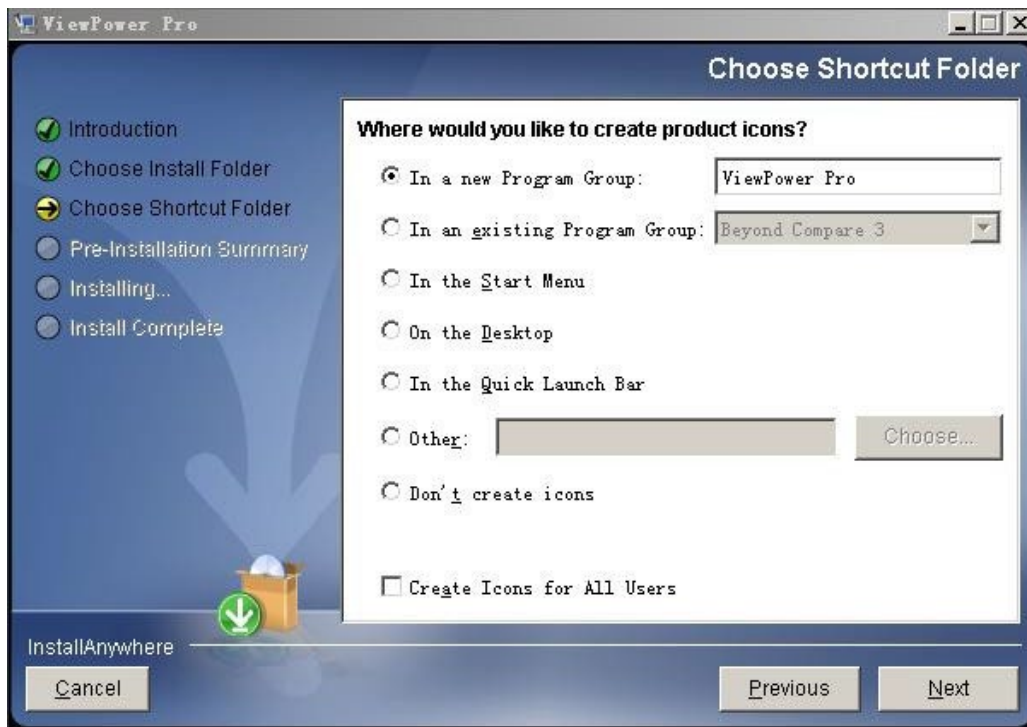 ViewPower Pro
Choose Shortcut Folder
Introduction
Choose Install Folder
Choose Shortcut Folder
Pre-Installation Summary
Installing...
Install Complete
Where would you like to create product icons?
In a new Program Group: ViewPower Pro
In an existing Program Group: Beyond Compare 3
In the Start Menu
On the Desktop
In the Quick Launch Bar
Other: Choose...
Don't create icons
Create Icons for All Users
InstallAnywhere
Cancel Previous Next